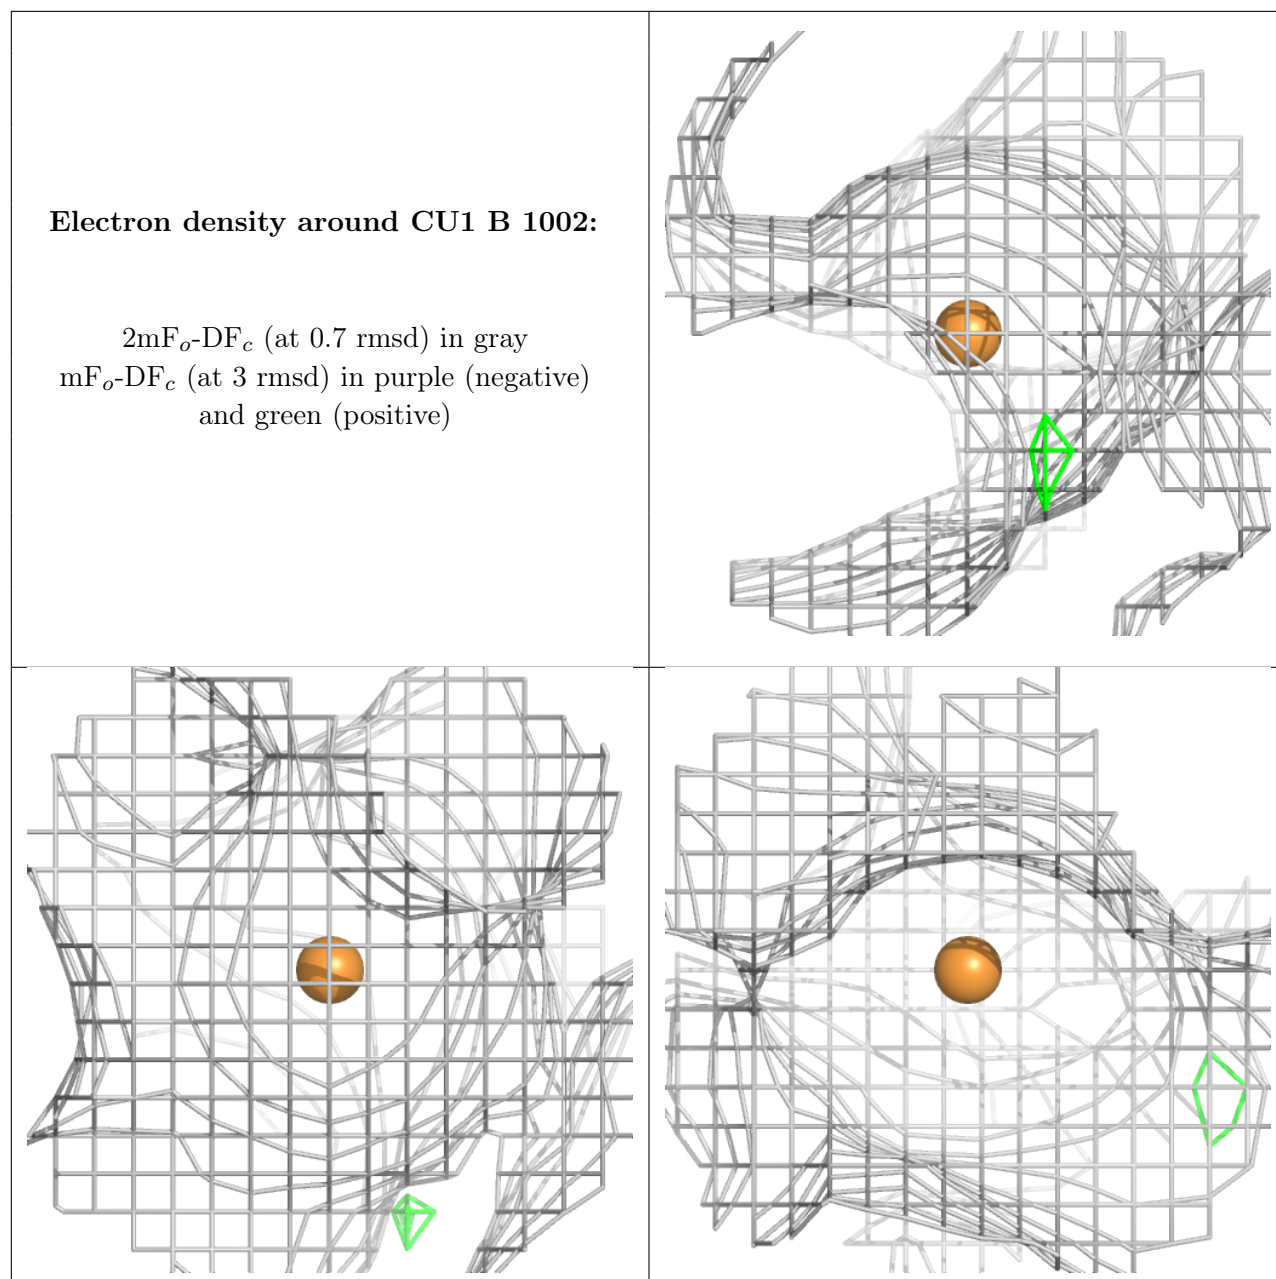 Electron density around CU1 B 1002:
2mFo-DFc (at 0.7 rmsd) in gray
mFo-DFc (at 3 rmsd) in purple (negative)
and green (positive)